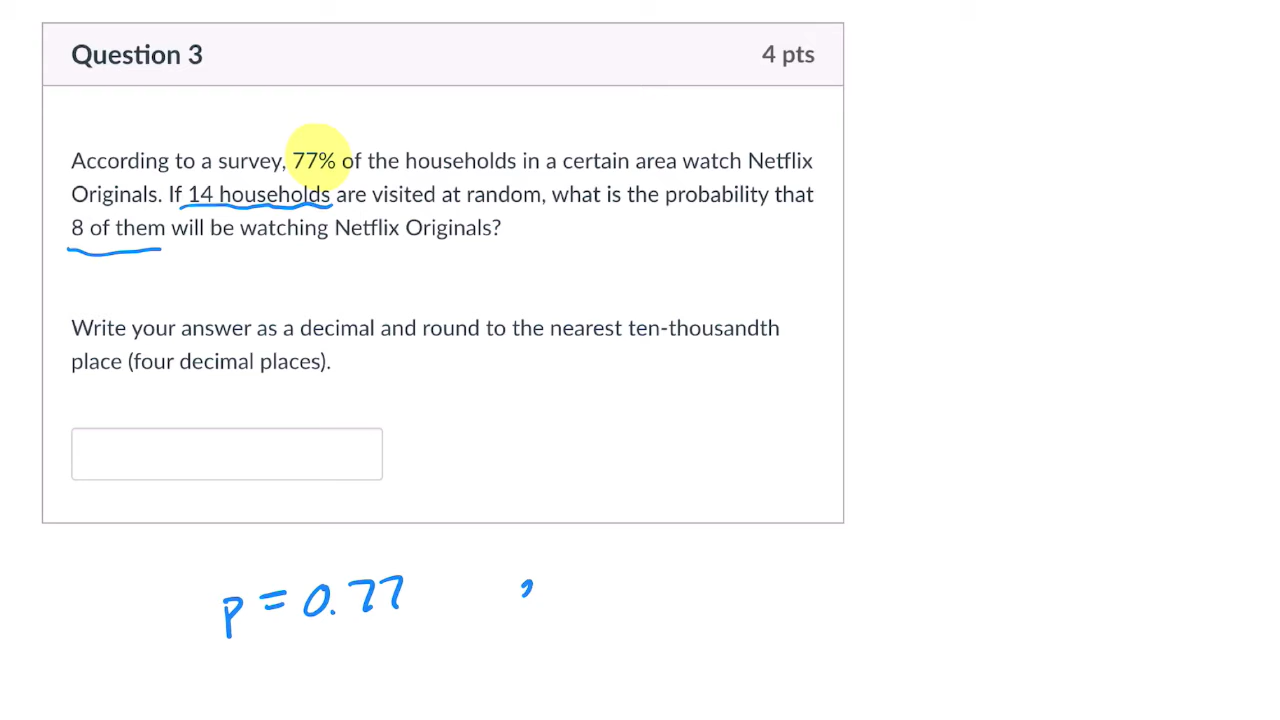 Question 3 4 pts
According to a survey, 77% of the households in a certain area watch Netflix
Originals. If 14 households are visited at random, what is the probability that
8 of them will be watching Netflix Originals?
Write your answer as a decimal and round to the nearest ten-thousandth
place (four decimal places).
p = 0.77